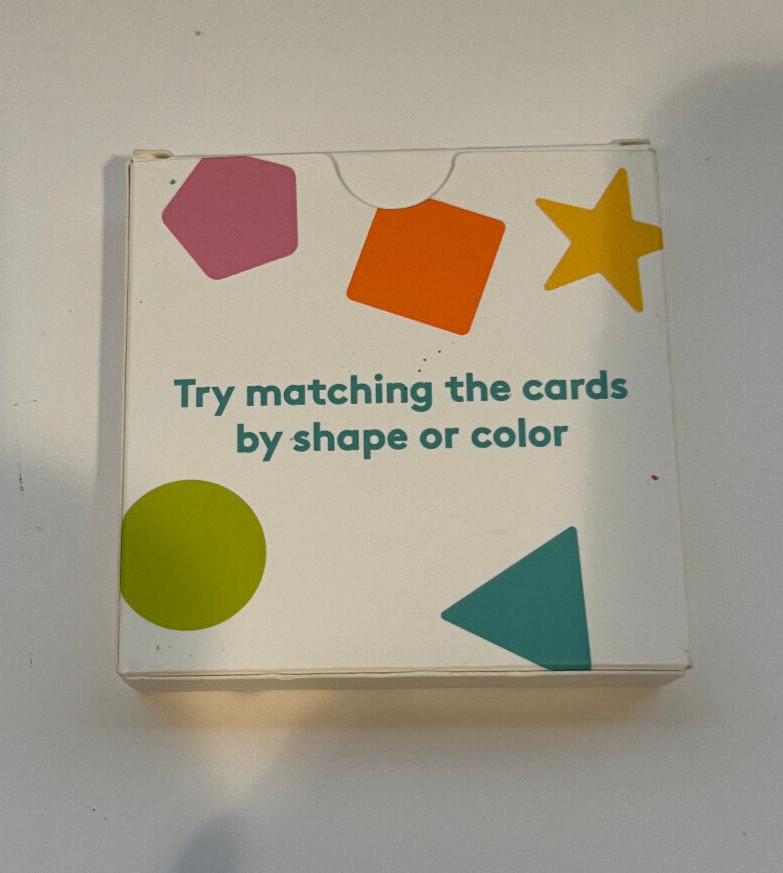 Try matching the cards
by shape or color